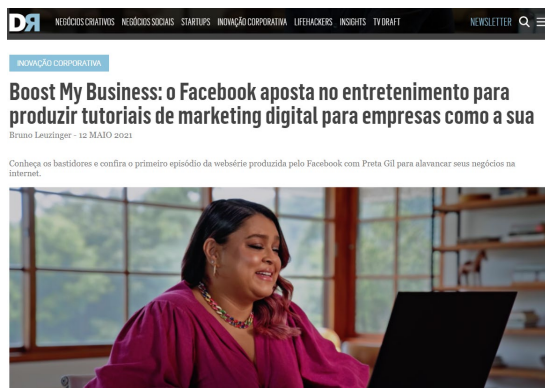 DR
NEGÓCIOS CRIATIVOS NEGÓCIOS SOCIAIS STARTUPS INOVAÇÃO CORPORATIVA LIFEHACKERS INSIGHTS TV DRAFT NEWSLETTER
INOVAÇÃO CORPORATIVA
Boost My Business: o Facebook aposta no entretenimento para
produzir tutoriais de marketing digital para empresas como a sua
Bruno Leuzinger - 12 MAIO 2021
Conheça os bastidores e confira o primeiro episódio da websérie produzida pelo Facebook com Preta Gil para alavancar seus negócios na
internet.